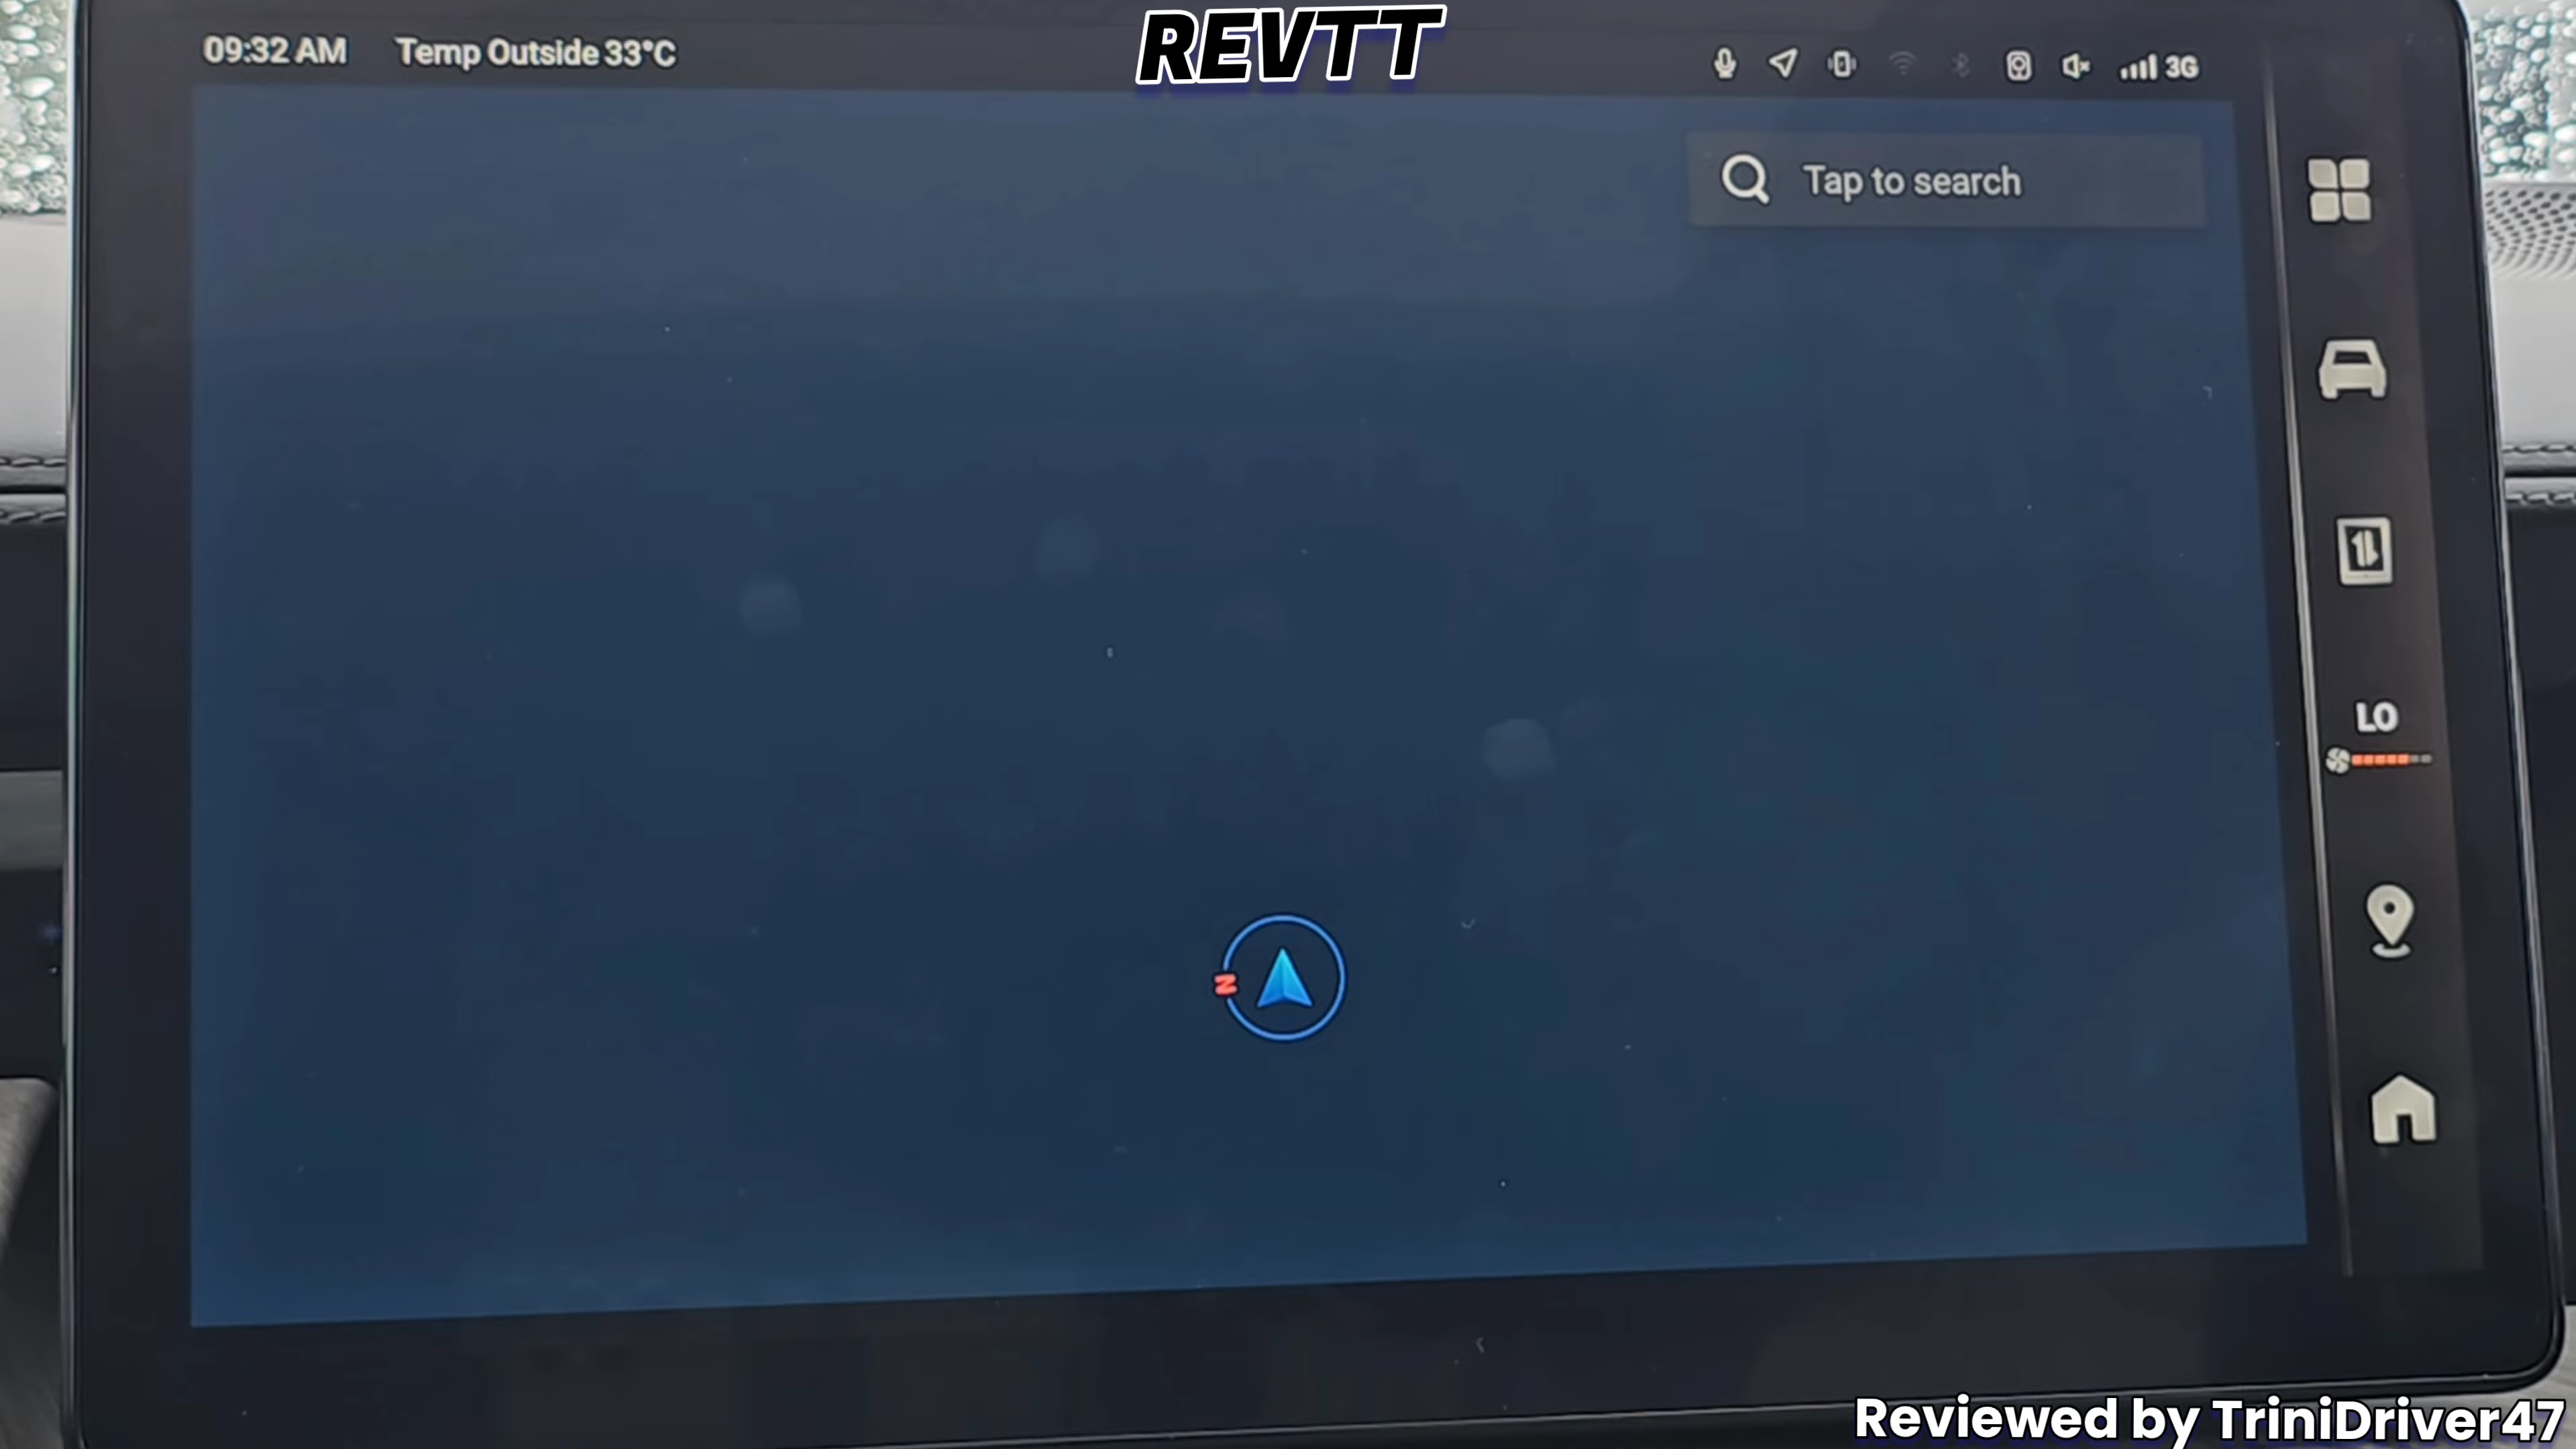 REVTT
09:32 AM Temp Outside 33°C
3G
Tap to search
LO
N
Reviewed by TriniDriver47